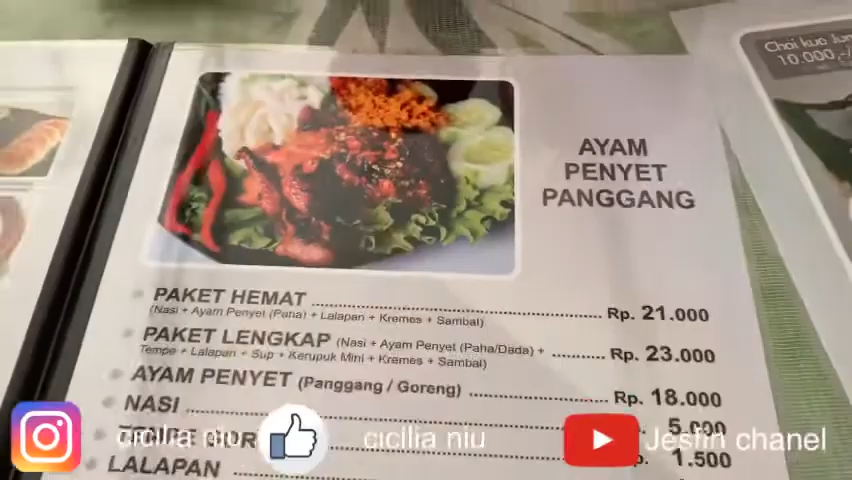 Choi kuo Jun
10.000,-/
AYAM
PENYET
PANGGANG
PAKET HEMAT ........ Rp. 21.000
(Nasi + Ayam Penyet (Paha) + Lalapan + Kremes + Sambal)
PAKET LENGKAP (Nasi + Ayam Penyet (Paha/Dada) + ........ Rp. 23.000
Tempe + Lalapan + Sup + Kerupuk Mini + Kremes + Sambal)
AYAM PENYET (Panggang / Goreng) ........ Rp. 18.000
NASI ........ 5.000
1.500
LALAPAN
cicilia niu
cicilia niu
Jesfin chanel